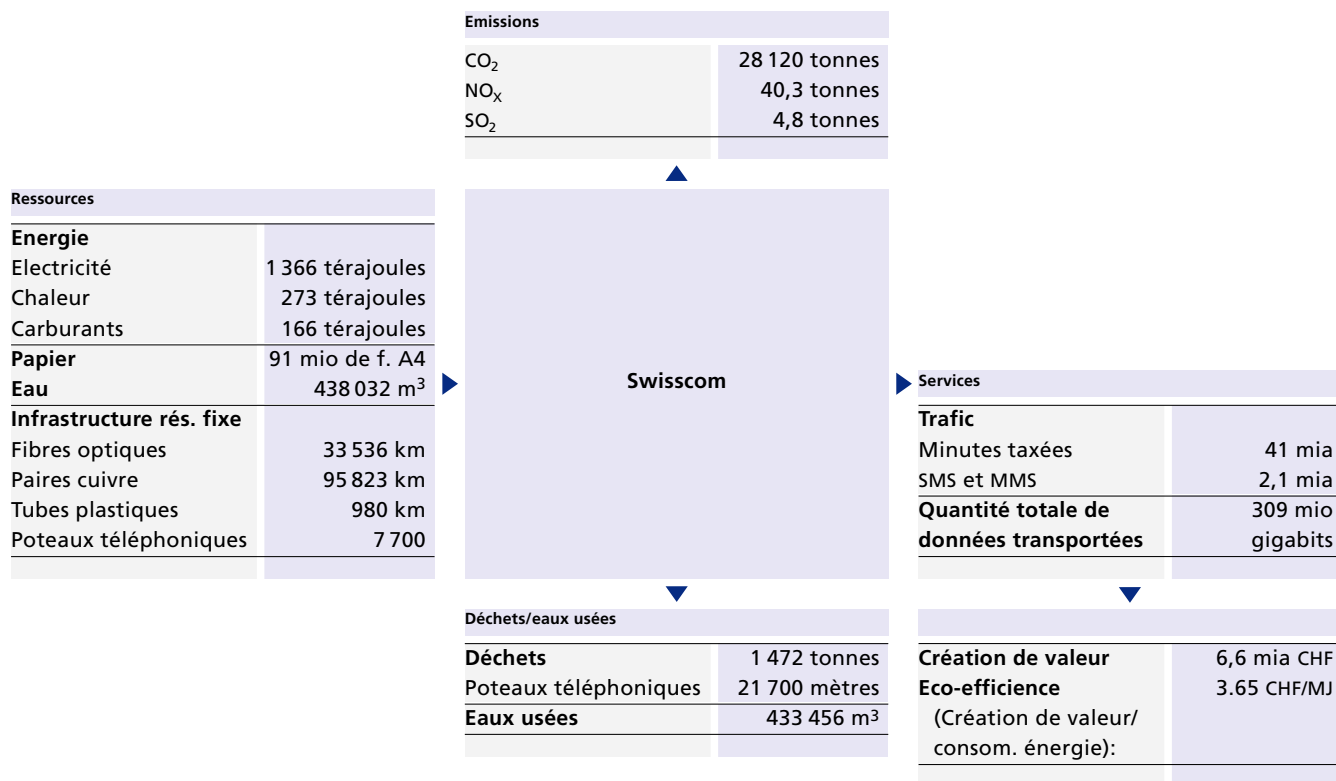 Emissions
CO₂ 28 120 tonnes
NOₓ 40,3 tonnes
SO₂ 4,8 tonnes
Ressources
Energie
Electricité 1 366 térajoules
Chaleur 273 térajoules
Carburants 166 térajoules
Papier 91 mio de f. A4
Eau 438 032 m³
Infrastructure rés. fixe
Fibres optiques 33 536 km
Paires cuivre 95 823 km
Tubes plastiques 980 km
Poteaux téléphoniques 7 700
Swisscom
Services
Trafic
Minutes taxées 41 mia
SMS et MMS 2,1 mia
Quantité totale de 309 mio
données transportées gigabits
Déchets/eaux usées
Déchets 1 472 tonnes
Poteaux téléphoniques 21 700 mètres
Eaux usées 433 456 m³
Création de valeur 6,6 mia CHF
Eco-efficience 3.65 CHF/MJ
(Création de valeur/
consom. énergie):